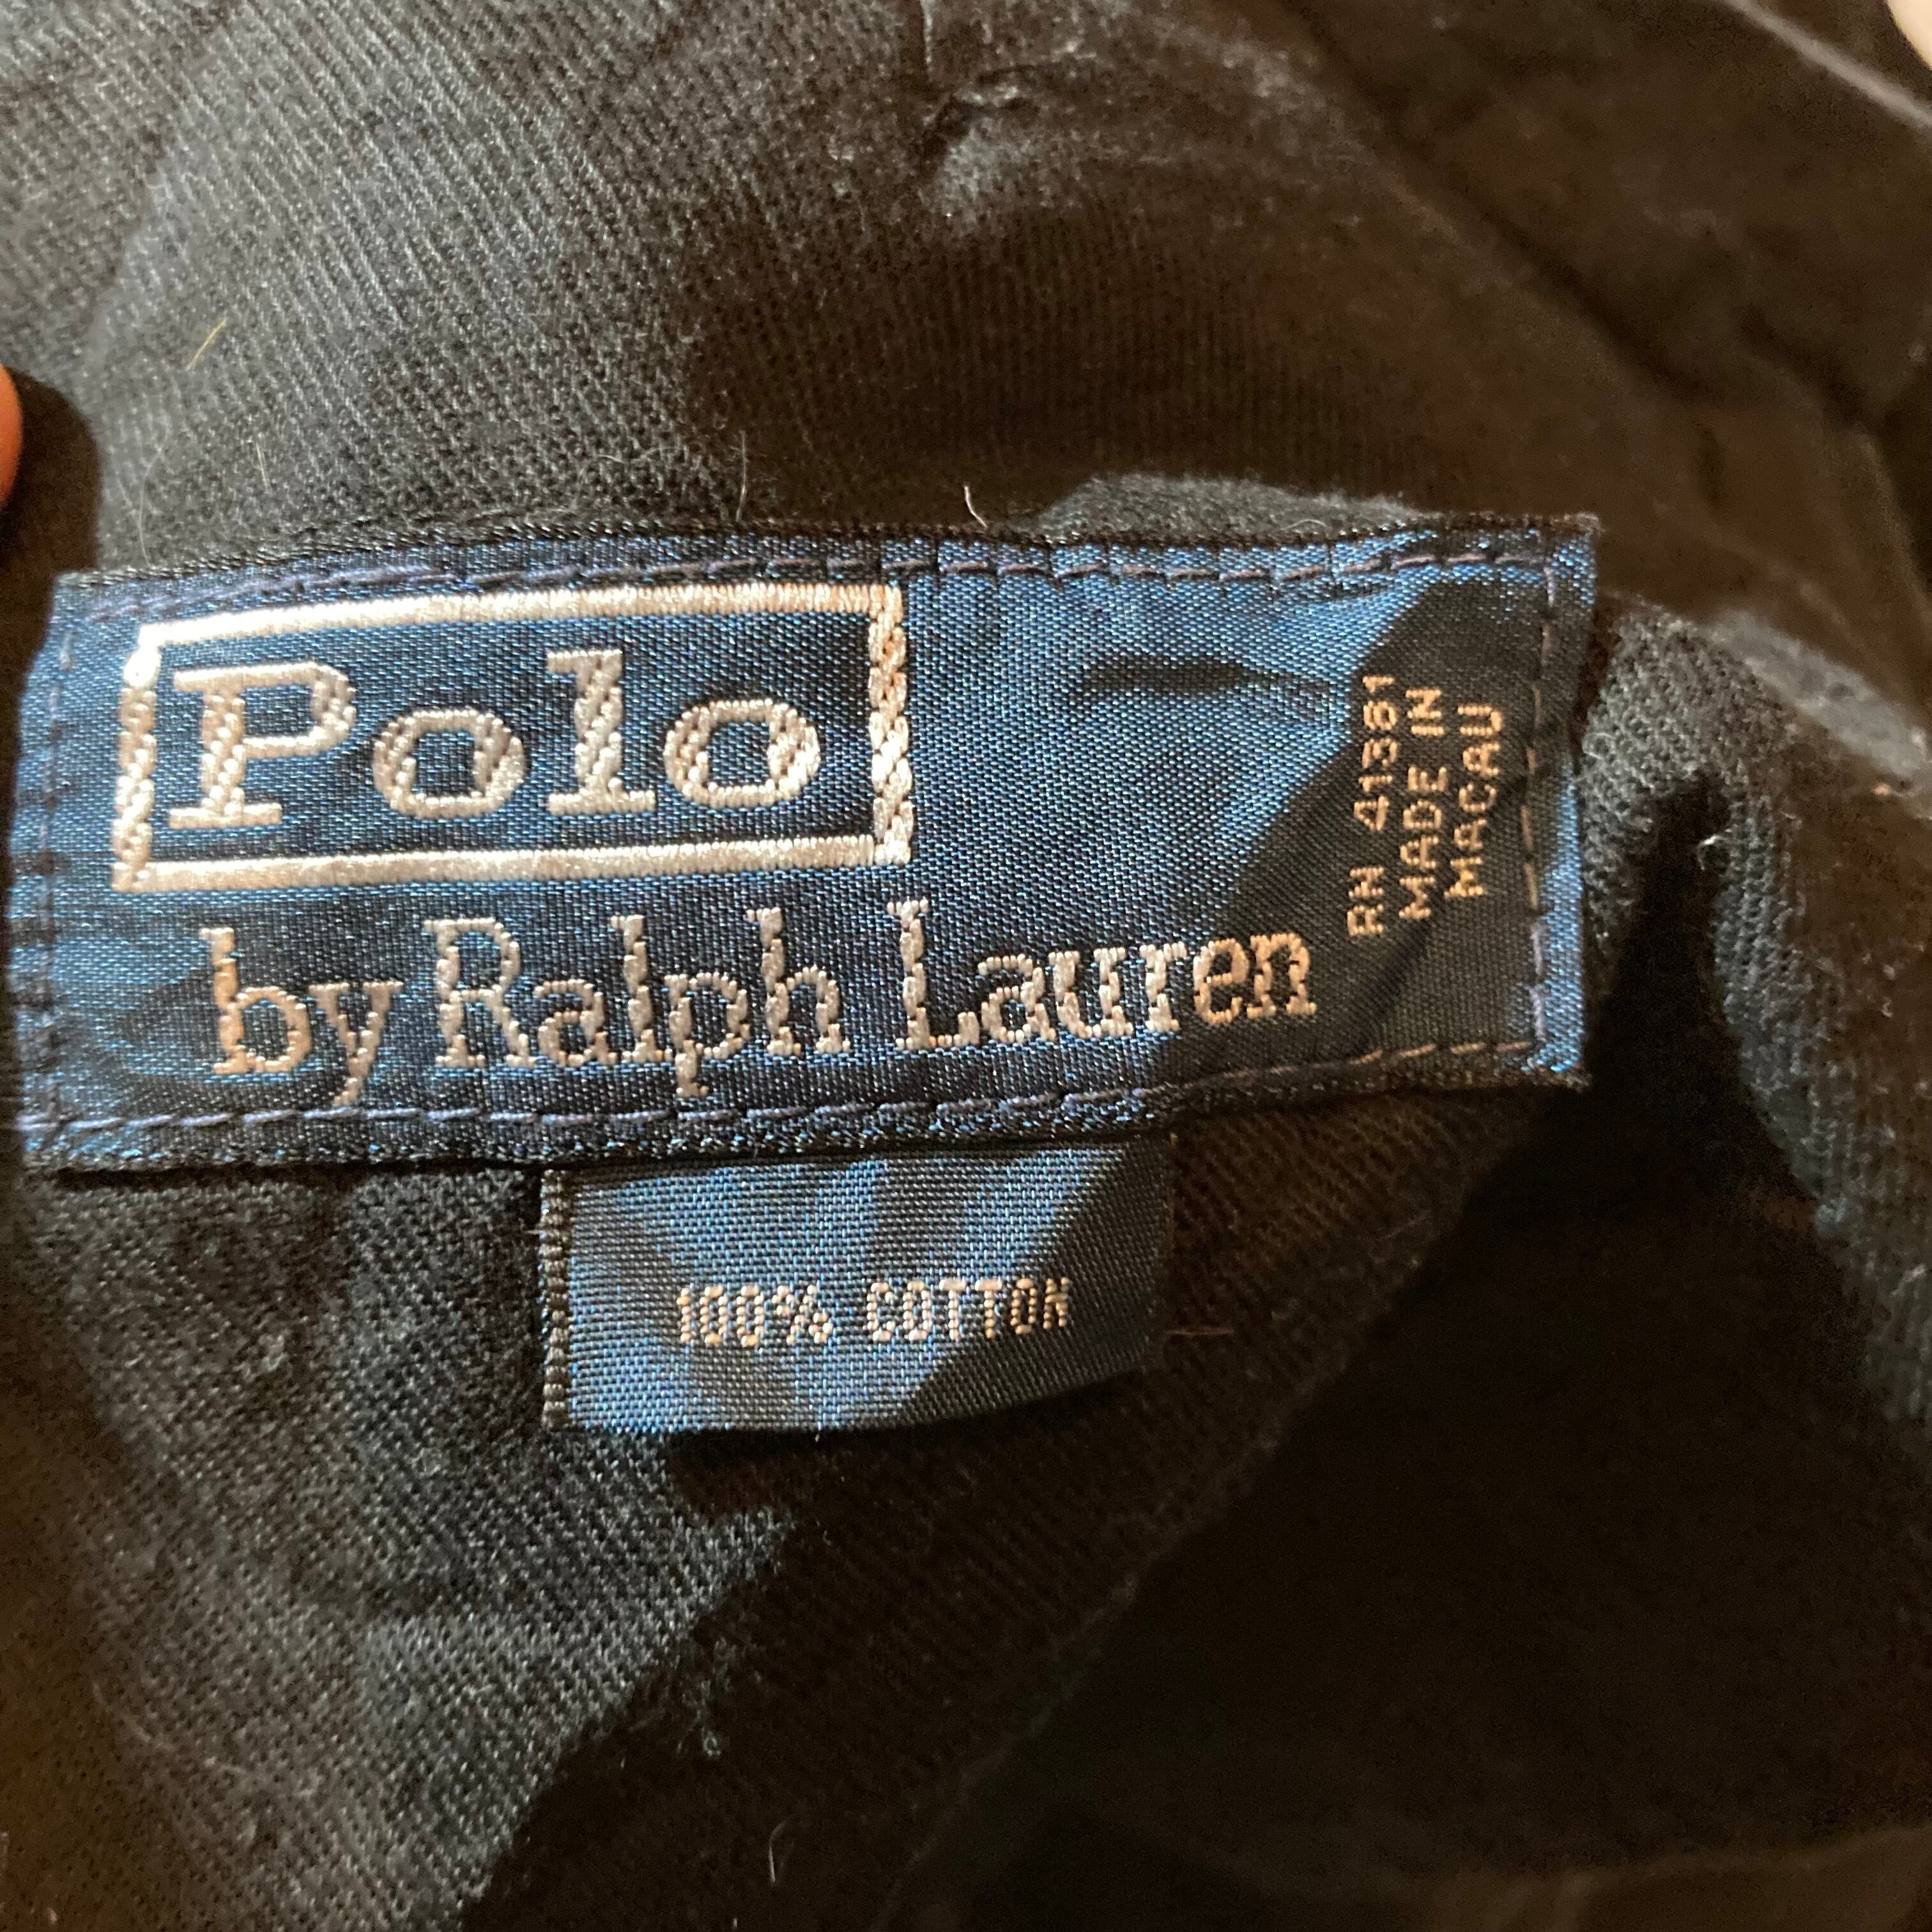 Polo
by Ralph Lauren
RN 41381
MADE IN
MACAU
100% COTTON